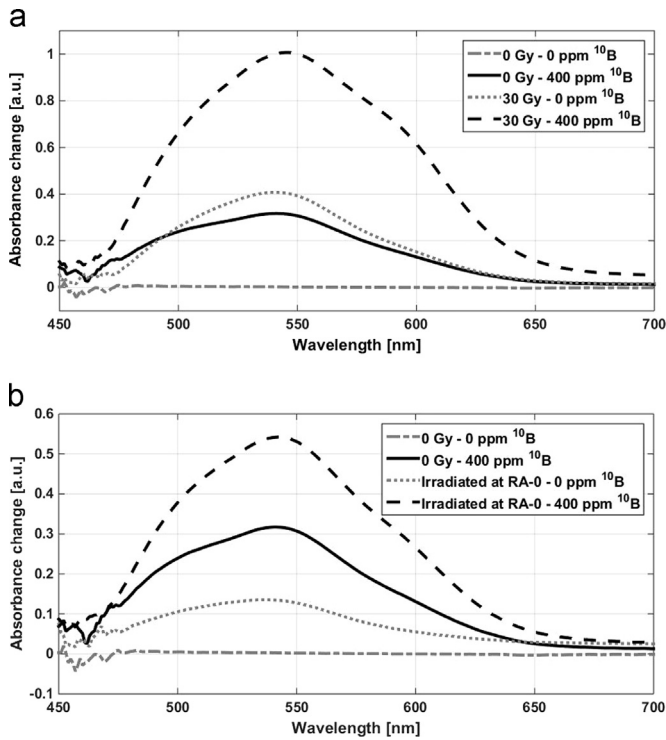 a
Absorbance change [a.u.]
1
0.8
0.6
0.4
0.2
0
450 500 550 600 650 700
Wavelength [nm]
0 Gy - 0 ppm ¹⁰B
0 Gy - 400 ppm ¹⁰B
30 Gy - 0 ppm ¹⁰B
30 Gy - 400 ppm ¹⁰B
b
Absorbance change [a.u.]
0.6
0.5
0.4
0.3
0.2
0.1
0
-0.1
450 500 550 600 650 700
Wavelength [nm]
0 Gy - 0 ppm ¹⁰B
0 Gy - 400 ppm ¹⁰B
Irradiated at RA-0 - 0 ppm ¹⁰B
Irradiated at RA-0 - 400 ppm ¹⁰B